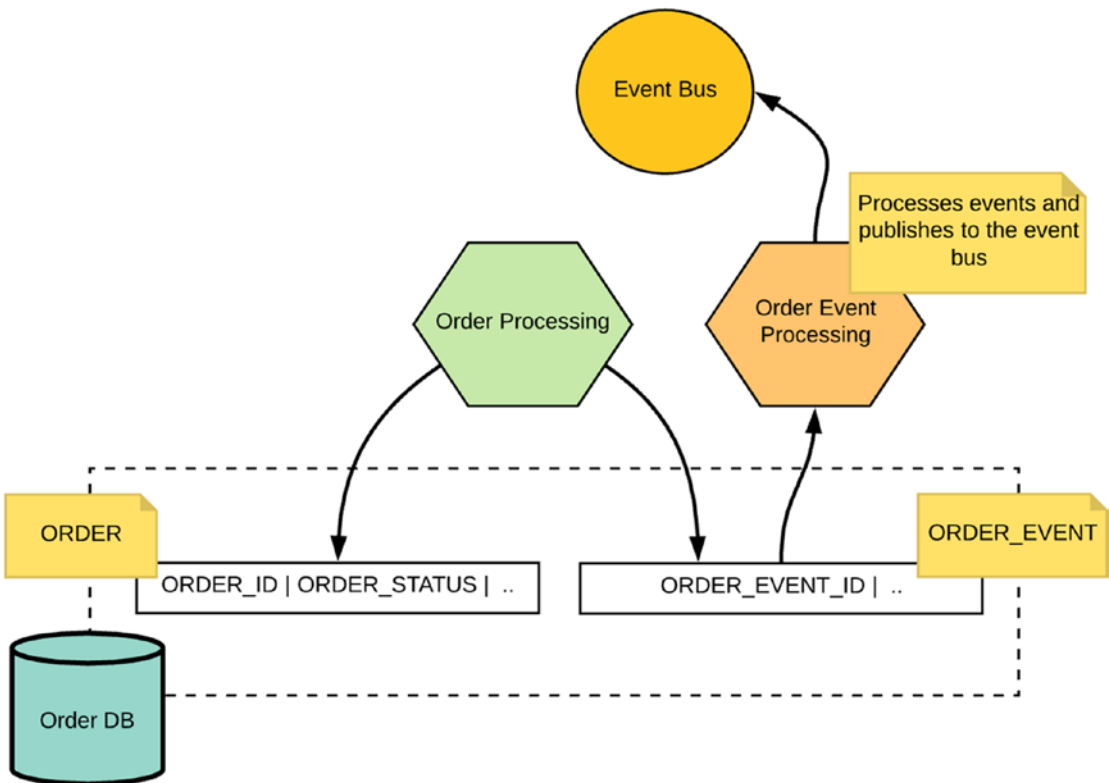 Event Bus
Processes events and
publishes to the event
bus
Order Processing
Order Event
Processing
ORDER
ORDER_EVENT
ORDER_ID | ORDER_STATUS | ..
ORDER_EVENT_ID | ..
Order DB